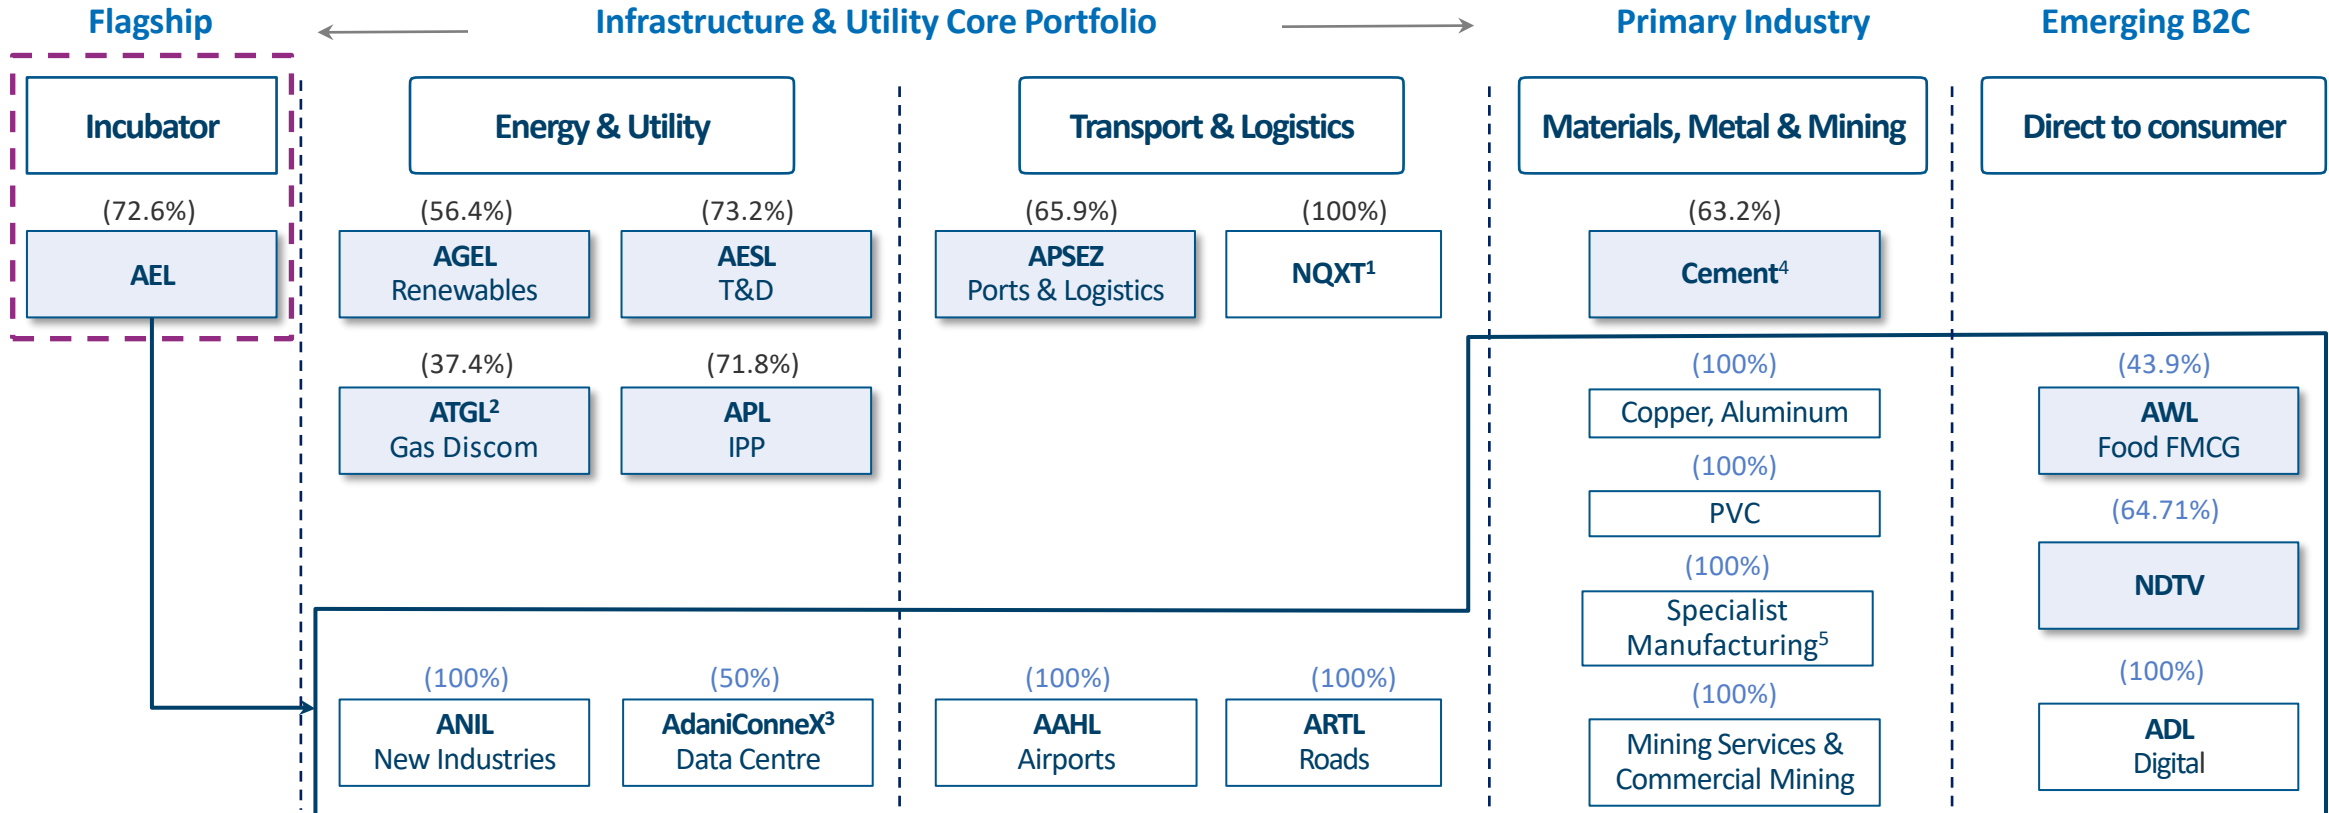 Flagship
Infrastructure & Utility Core Portfolio
Primary Industry
Emerging B2C
Incubator
Energy & Utility
Transport & Logistics
Materials, Metal & Mining
Direct to consumer
(72.6%)
AEL
(56.4%)
AGEL
Renewables
(73.2%)
AESL
T&D
(65.9%)
APSEZ
Ports & Logistics
(100%)
NQXT1
(63.2%)
Cement4
(37.4%)
ATGL2
Gas Discom
(71.8%)
APL
IPP
(100%)
Copper, Aluminum
(100%)
PVC
(100%)
Specialist
Manufacturing5
(100%)
Mining Services &
Commercial Mining
(43.9%)
AWL
Food FMCG
(64.71%)
NDTV
(100%)
ADL
Digital
(100%)
ANIL
New Industries
(50%)
AdaniConneX3
Data Centre
(100%)
AAHL
Airports
(100%)
ARTL
Roads